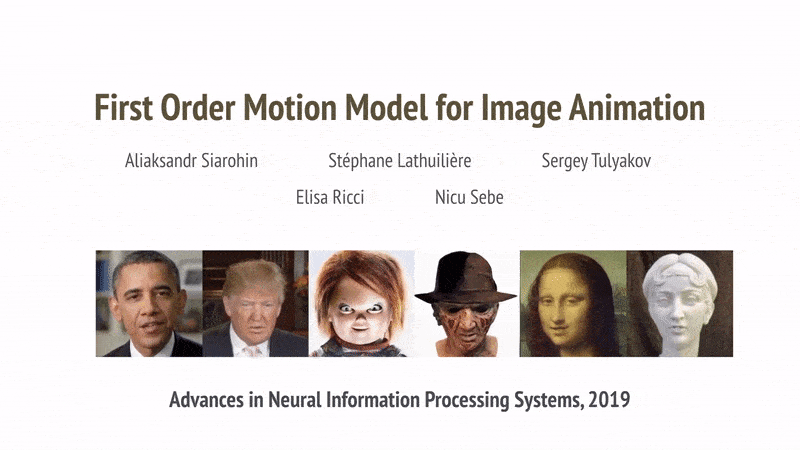 First Order Motion Model for Image Animation
Aliaksandr Siarohin Stéphane Lathuilière Sergey Tulyakov
Elisa Ricci Nicu Sebe
Advances in Neural Information Processing Systems, 2019